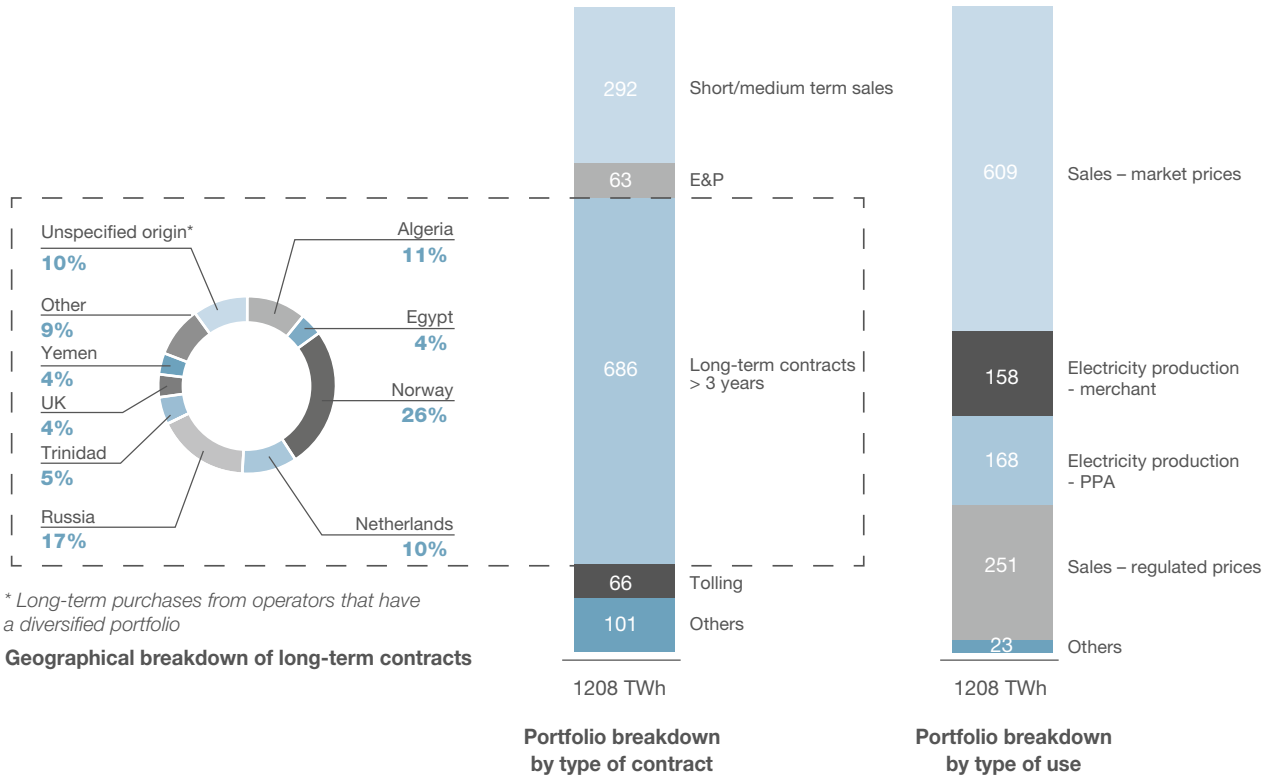 Unspecified origin*
10%
Other
9%
Yemen
4%
UK
4%
Trinidad
5%
Russia
17%
Algeria
11%
Egypt
4%
Norway
26%
Netherlands
10%
* Long-term purchases from operators that have
a diversified portfolio
Geographical breakdown of long-term contracts
292
Short/medium term sales
63
E&P
686
Long-term contracts
> 3 years
66
Tolling
101
Others
1208 TWh
Portfolio breakdown
by type of contract
609
Sales – market prices
158
Electricity production
- merchant
168
Electricity production
- PPA
251
Sales – regulated prices
23
Others
1208 TWh
Portfolio breakdown
by type of use